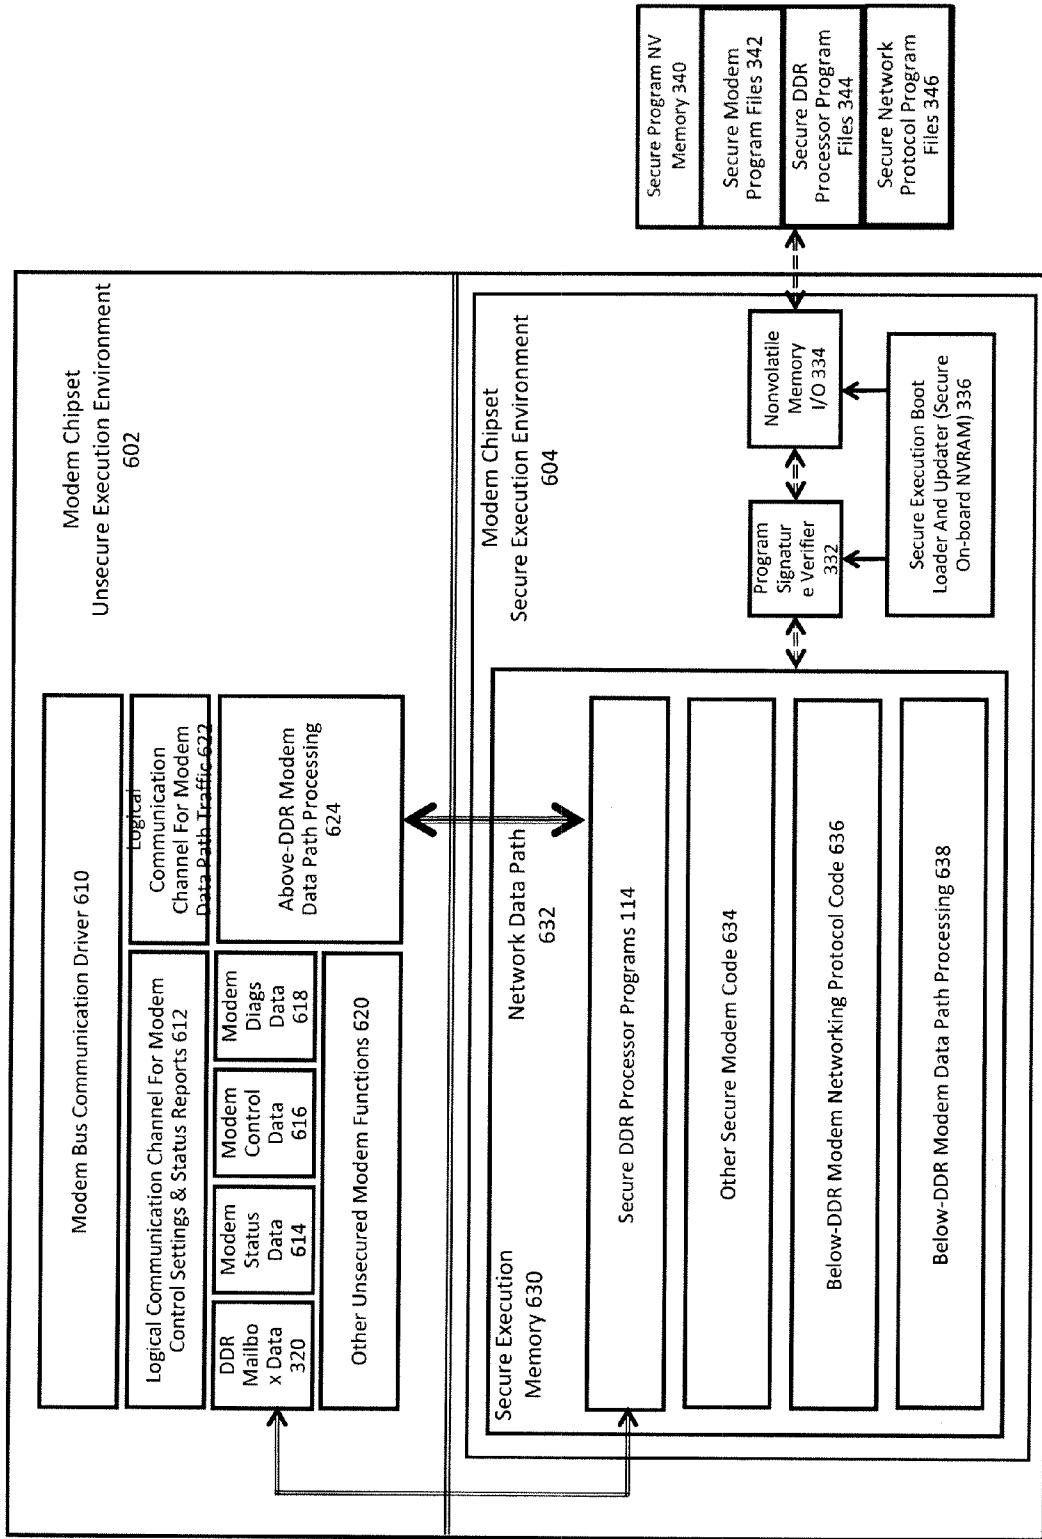 Modem Chipset
Unsecure Execution Environment
602
Modem Bus Communication Driver 610
Logical Communication Channel For Modem
Control Settings & Status Reports 612
Logical
Communication
Channel For Modem
Data Path Traffic 622
DDR
Mailbo
x Data
320
Modem
Status
Data
614
Modem
Control
Data
616
Modem
Diags
Data
618
Above-DDR Modem
Data Path Processing
624
Other Unsecured Modem Functions 620
Modem Chipset
Secure Execution Environment
604
Secure Execution
Memory 630
Network Data Path
632
Secure DDR Processor Programs 114
Other Secure Modem Code 634
Below-DDR Modem Networking Protocol Code 636
Below-DDR Modem Data Path Processing 638
Program
Signatur
e Verifier
332
Nonvolatile
Memory
I/O 334
Secure Execution Boot
Loader And Updater (Secure
On-board NVRAM) 336
Secure Program NV
Memory 340
Secure Modem
Program Files 342
Secure DDR
Processor Program
Files 344
Secure Network
Protocol Program
Files 346